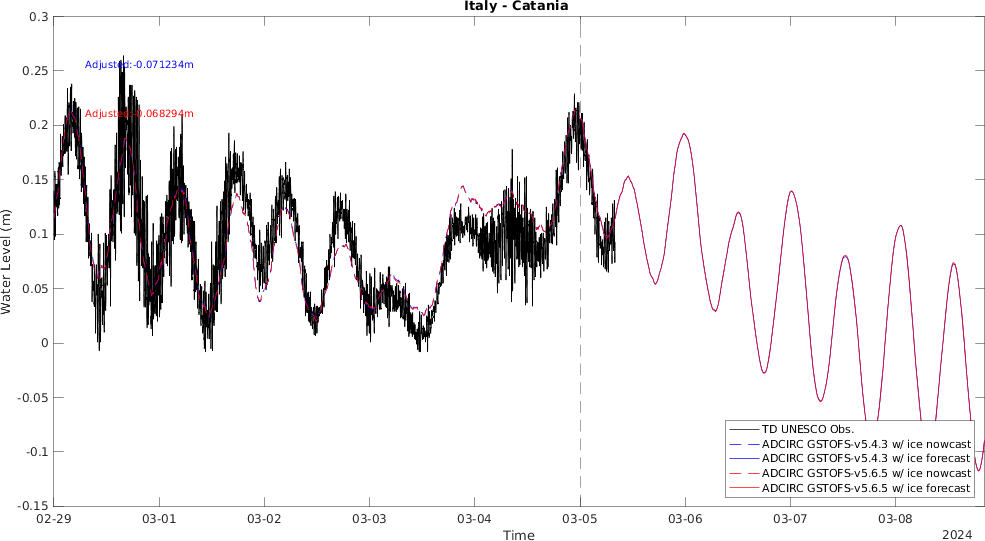 Italy - Catania
0.3
0.25
0.2
0.15
0.1
0.05
0
-0.05
-0.1
-0.15
Water Level (m)
Adjusted:-0.071234m
Adjusted:-0.068294m
TD UNESCO Obs.
ADCIRC GSTOFS-v5.4.3 w/ ice nowcast
ADCIRC GSTOFS-v5.4.3 w/ ice forecast
ADCIRC GSTOFS-v5.6.5 w/ ice nowcast
ADCIRC GSTOFS-v5.6.5 w/ ice forecast
02-29 03-01 03-02 03-03 03-04 03-05 03-06 03-07 03-08
Time
2024